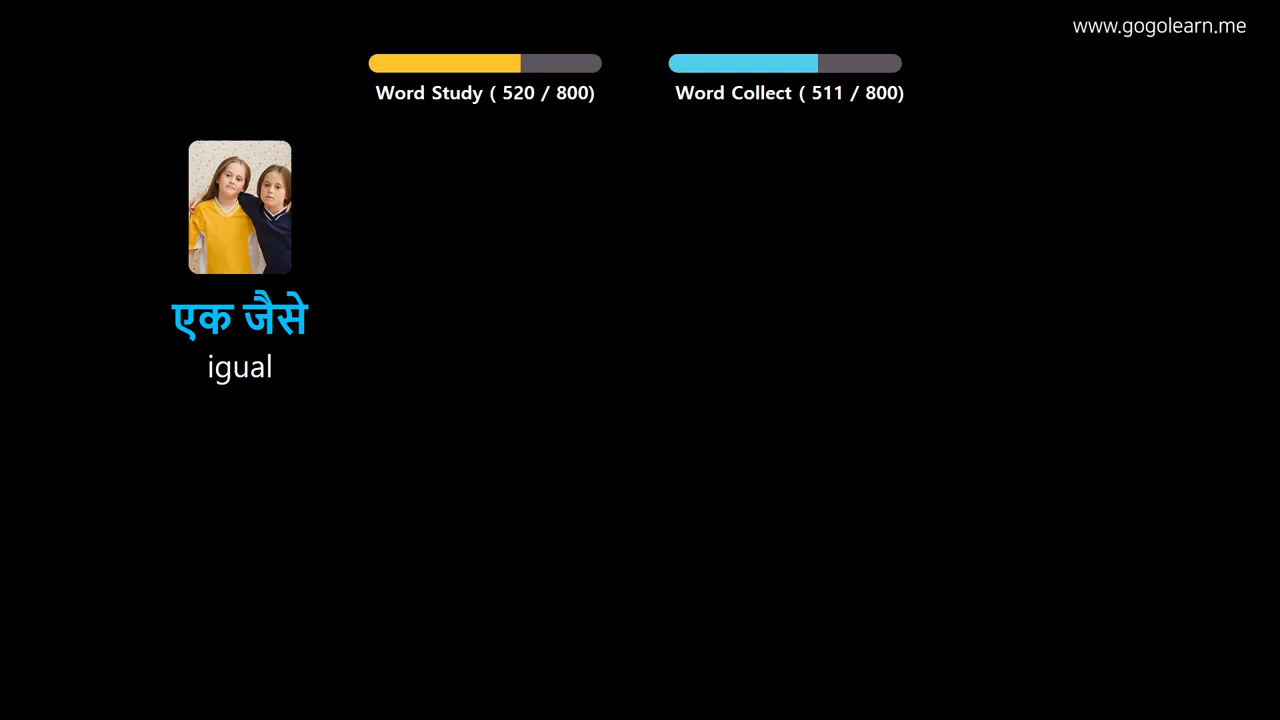 www.gogolearn.me
Word Study ( 520 / 800)
Word Collect ( 511 / 800)
एक जैसे
igual